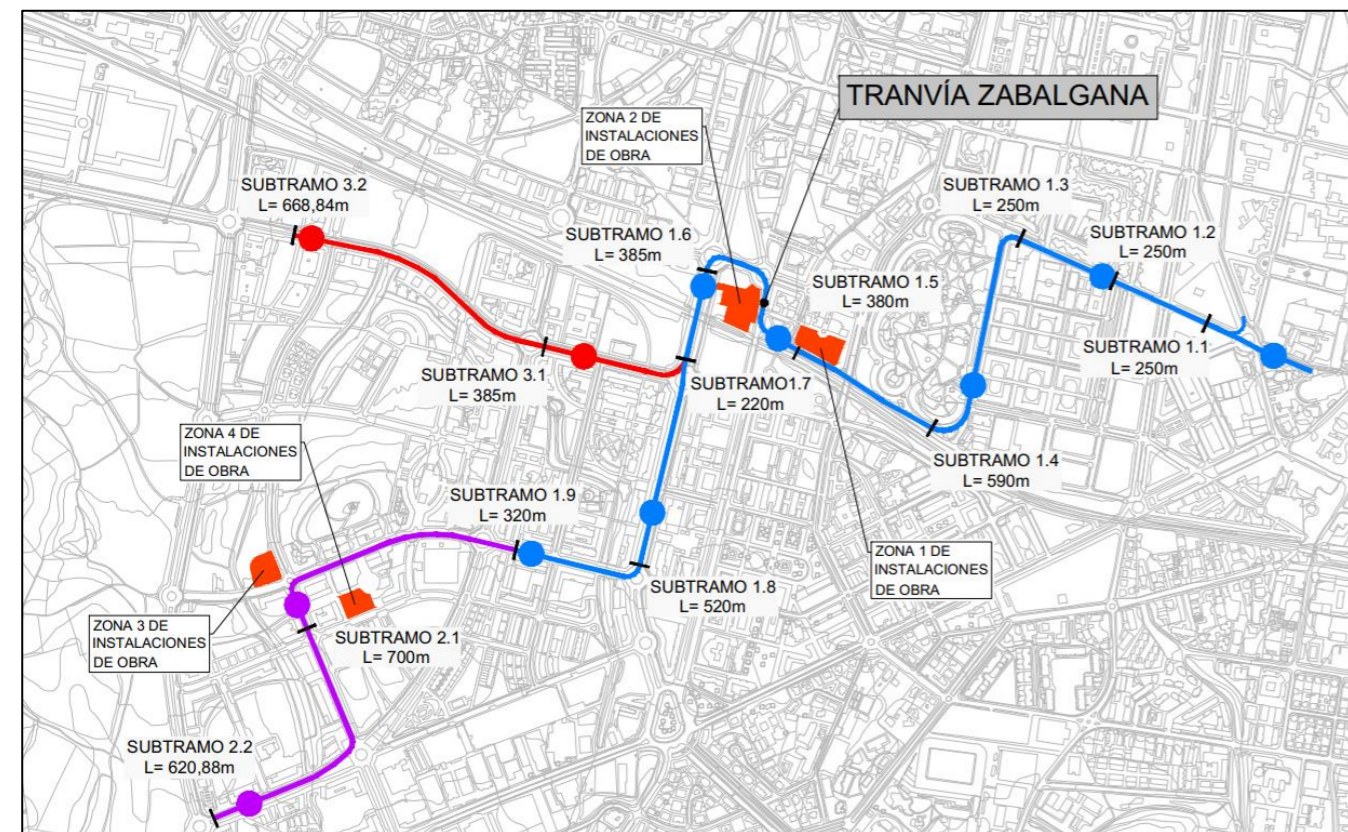 TRANVÍA ZABALGANA
ZONA 2 DE
INSTALACIONES
DE OBRA
SUBTRAMO 3.2
L= 668,84m
SUBTRAMO 1.3
L= 250m
SUBTRAMO 1.6
L= 385m
SUBTRAMO 1.2
L= 250m
SUBTRAMO 1.5
L= 380m
SUBTRAMO 1.1
L= 250m
SUBTRAMO 3.1
L= 385m
SUBTRAMO1.7
L= 220m
ZONA 4 DE
INSTALACIONES
DE OBRA
SUBTRAMO 1.4
L= 590m
SUBTRAMO 1.9
L= 320m
ZONA 1 DE
INSTALACIONES
DE OBRA
SUBTRAMO 1.8
L= 520m
ZONA 3 DE
INSTALACIONES
DE OBRA
SUBTRAMO 2.1
L= 700m
SUBTRAMO 2.2
L= 620,88m